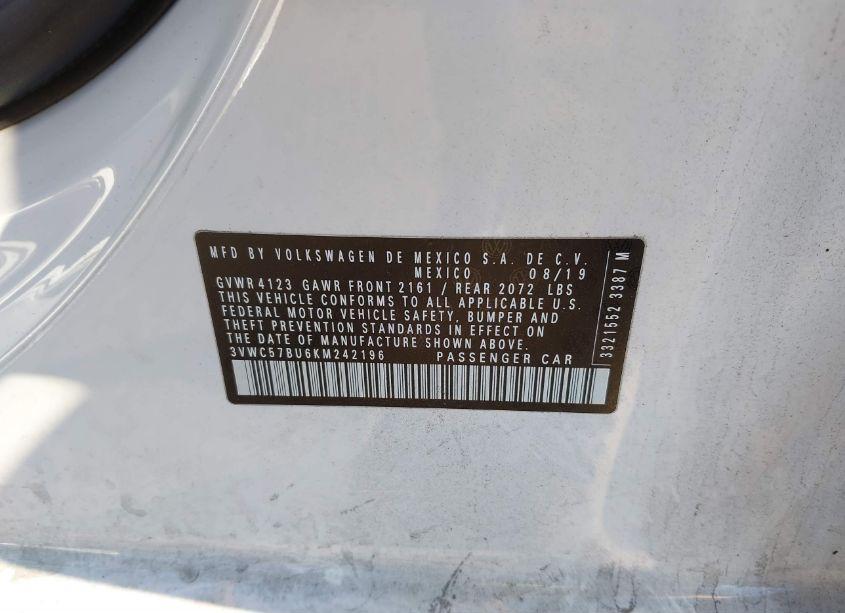 MFD BY VOLKSWAGEN DE MEXICO S.A. DE C.V.
MEXICO 08/19
GVWR 4123 GAWR FRONT 2161 / REAR 2072 LBS
THIS VEHICLE CONFORMS TO ALL APPLICABLE U.S.
FEDERAL MOTOR VEHICLE SAFETY, BUMPER AND
THEFT PREVENTION STANDARDS IN EFFECT ON
THE DATE OF MANUFACTURE SHOWN ABOVE.
3VWC57BU6KM242196 PASSENGER CAR
3321552 3387 M